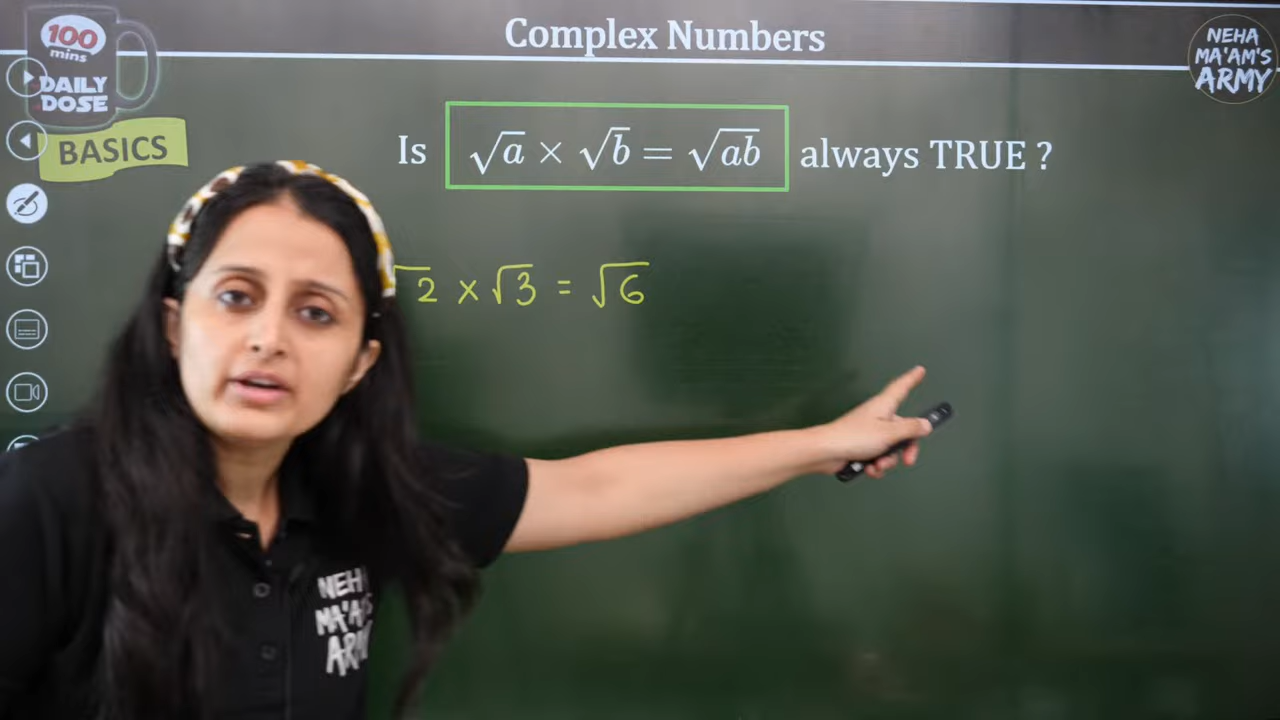 Complex Numbers
100
mins
DAILY
DOSE
NEHA
MA'AM'S
ARMY
BASICS
Is √a × √b = √ab always TRUE ?
√2 × √3 = √6
NEHA
MA'AM'S
ARMY